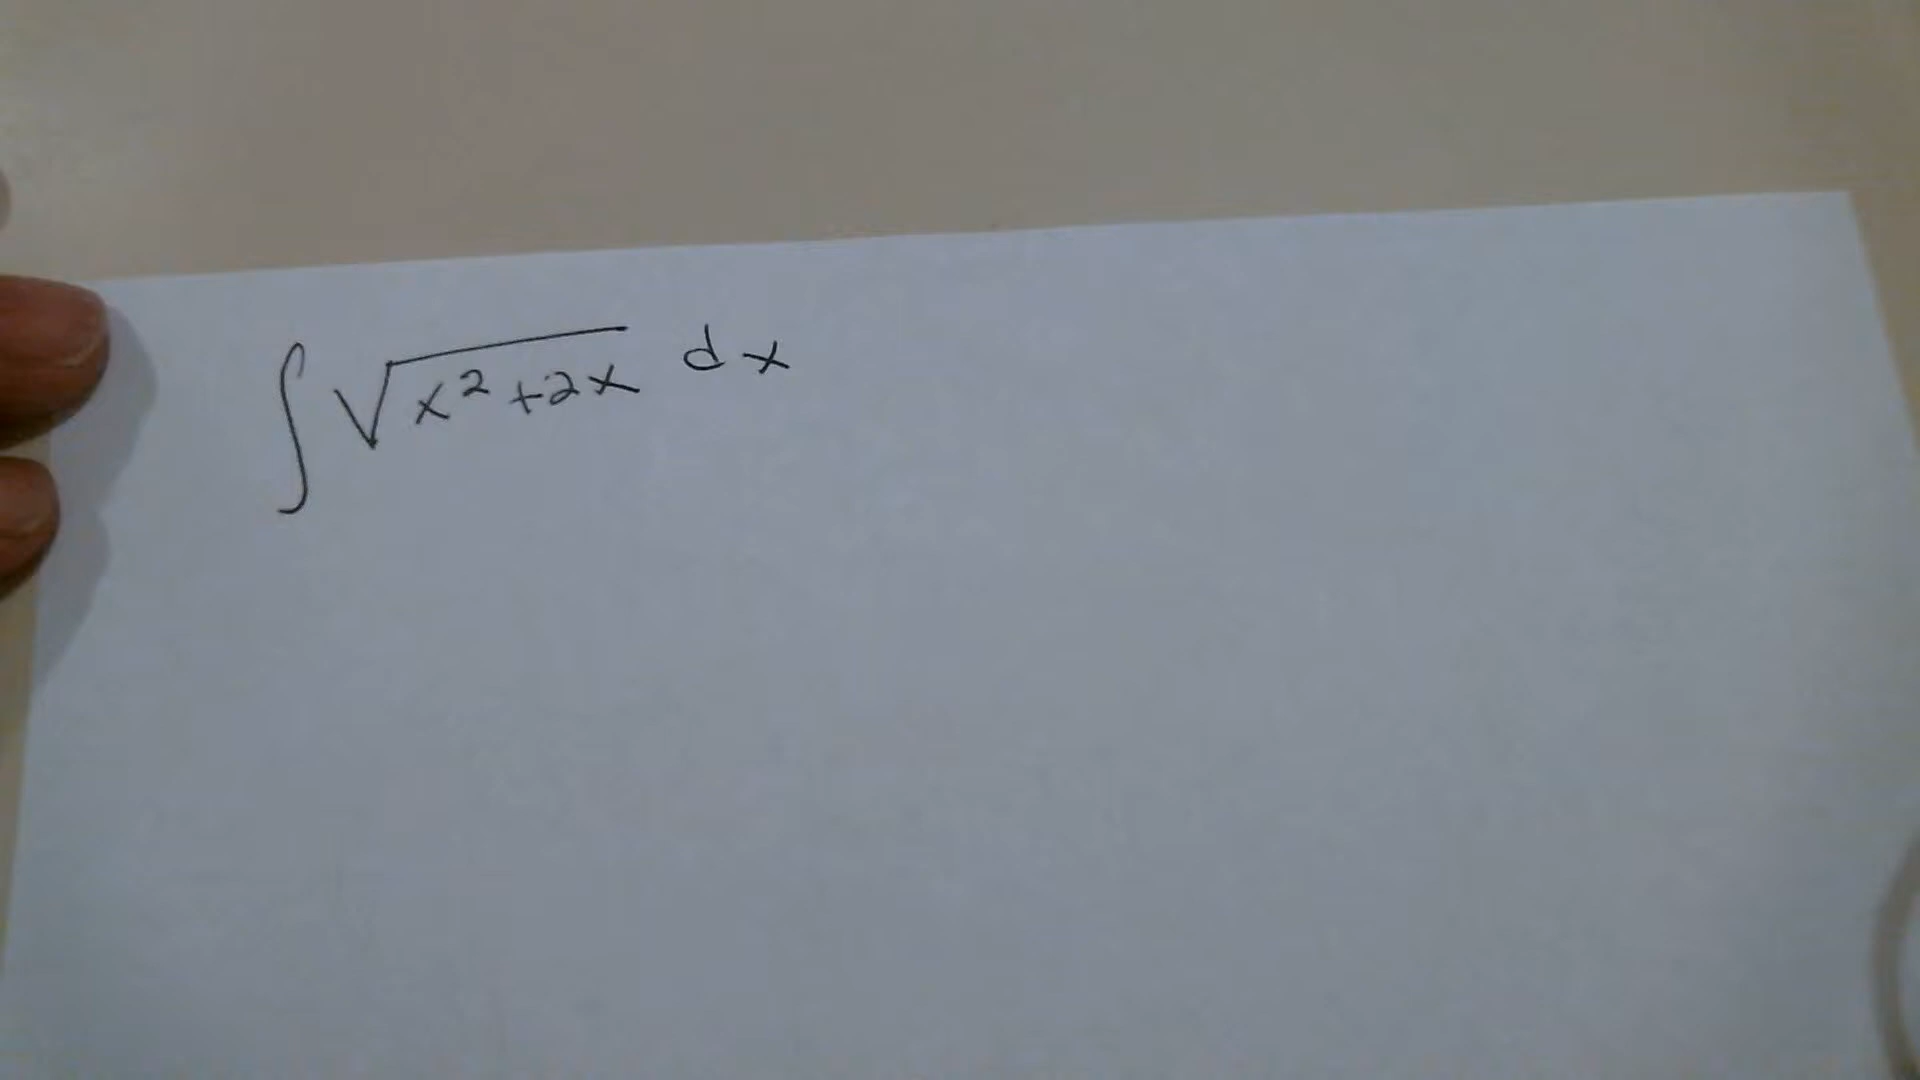 ∫√(x²+2x) dx